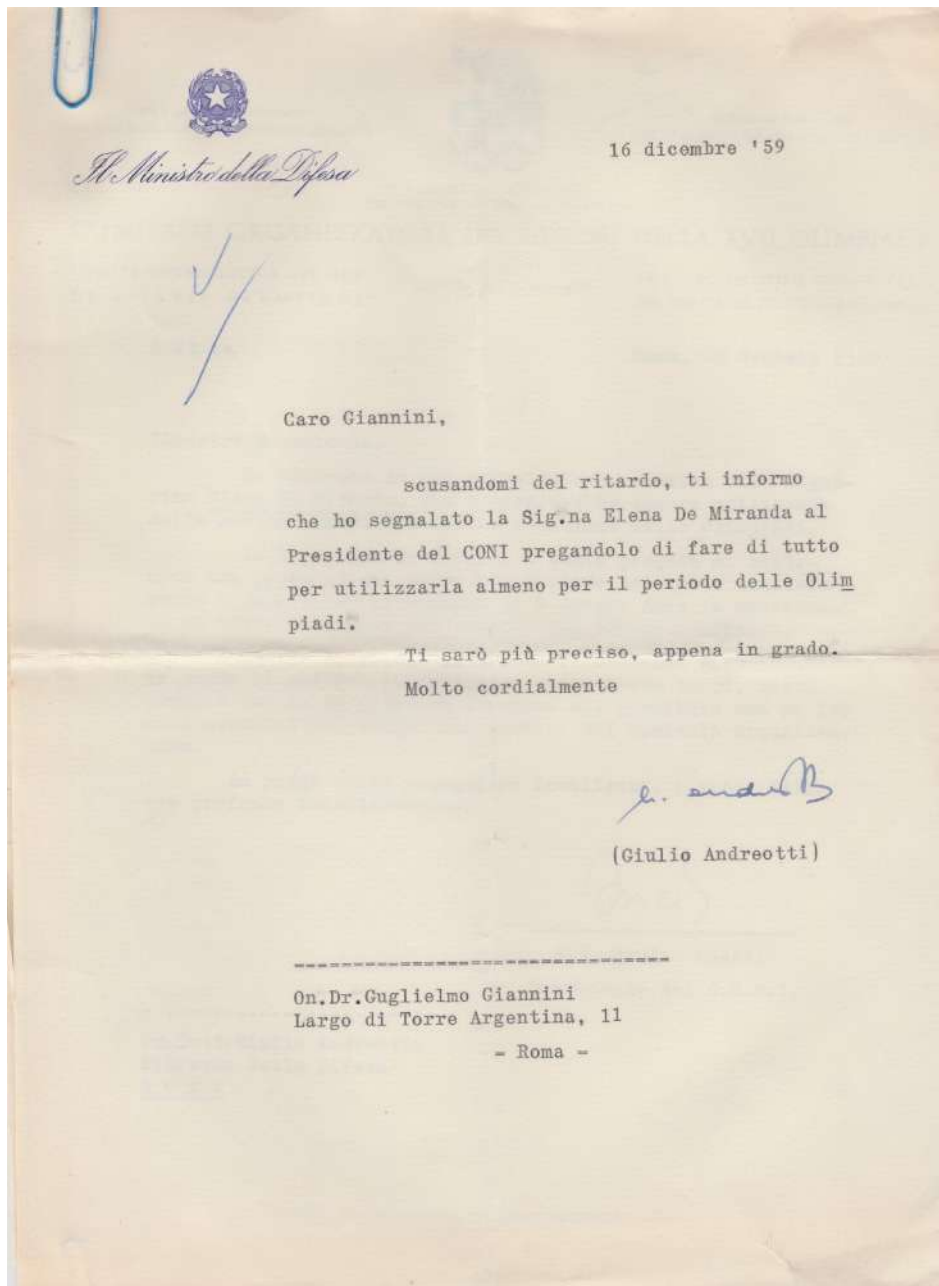 Il Ministro della Difesa
16 dicembre '59
Caro Giannini,
scusandomi del ritardo, ti informo
che ho segnalato la Sig.na Elena De Miranda al
Presidente del CONI pregandolo di fare di tutto
per utilizzarla almeno per il periodo delle Olim
piadi.
Ti sarò più preciso, appena in grado.
Molto cordialmente
(Giulio Andreotti)
--------------------------------
On.Dr.Guglielmo Giannini
Largo di Torre Argentina, 11
- Roma -